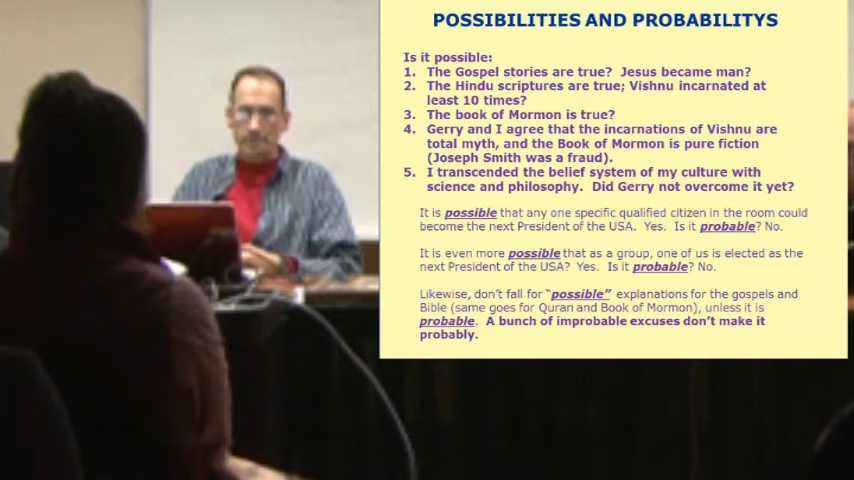 POSSIBILITIES AND PROBABILITYS
Is it possible:
1. The Gospel stories are true? Jesus became man?
2. The Hindu scriptures are true; Vishnu incarnated at
least 10 times?
3. The book of Mormon is true?
4. Gerry and I agree that the incarnations of Vishnu are
total myth, and the Book of Mormon is pure fiction
(Joseph Smith was a fraud).
5. I transcended the belief system of my culture with
science and philosophy. Did Gerry not overcome it yet?
It is possible that any one specific qualified citizen in the room could
become the next President of the USA. Yes. Is it probable? No.
It is even more possible that as a group, one of us is elected as the
next President of the USA? Yes. Is it probable? No.
Likewise, don't fall for "possible" explanations for the gospels and
Bible (same goes for Quran and Book of Mormon), unless it is
probable. A bunch of improbable excuses don't make it
probably.